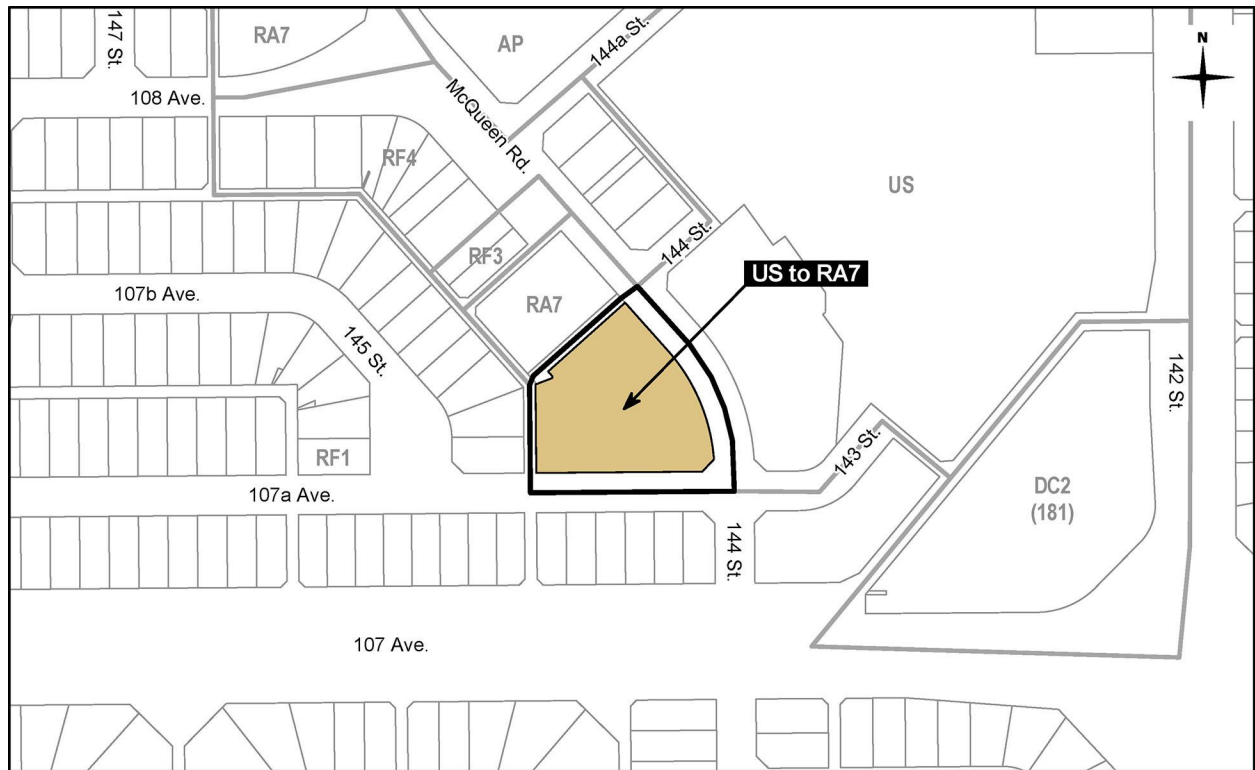 147 St.
RA7
AP
144a St.
N
108 Ave.
McQueen Rd.
RF4
US
RF3
144 St.
US to RA7
107b Ave.
RA7
145 St.
142 St.
RF1
143 St.
107a Ave.
DC2
(181)
144 St.
107 Ave.